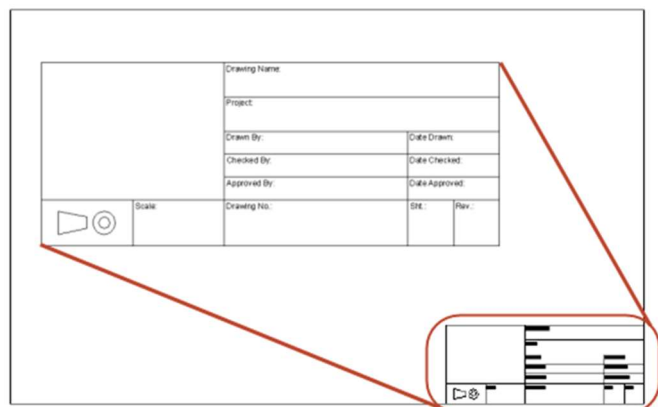 Drawing Name:
Project:
Drawn By: Date Drawn:
Checked By: Date Checked:
Approved By: Date Approved:
Scale: Drawing No.: Sht.: Rev.: